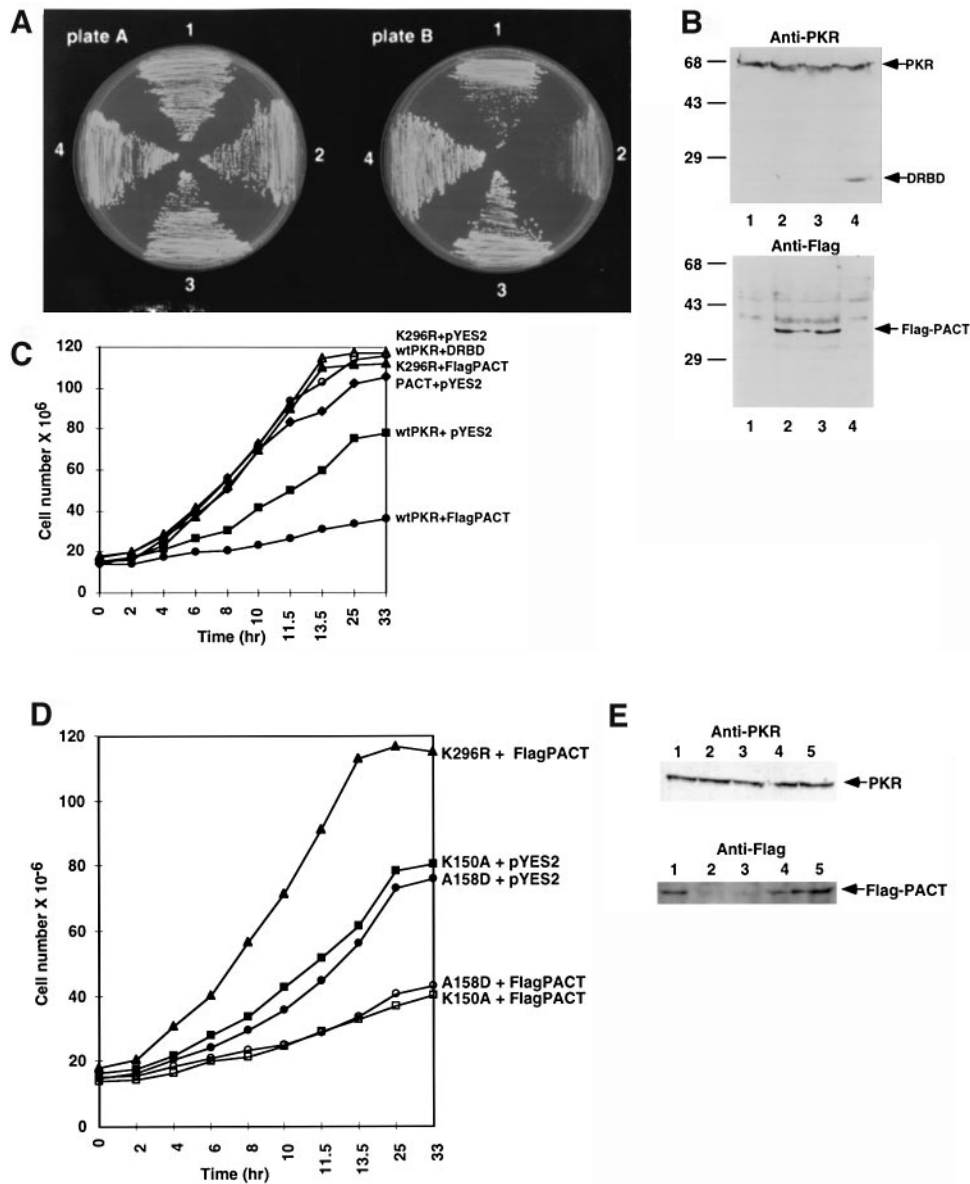 A
plate A
1
2
3
4
plate B
1
2
3
4
B
Anti-PKR
68
43
29
PKR
DRBD
1 2 3 4
Anti-Flag
68
43
29
Flag-PACT
1 2 3 4
C
Cell number X 10⁶
120
100
80
60
40
20
0
0 2 4 6 8 10 11.5 13.5 25 33
Time (hr)
K296R+pYES2
wtPKR+DRBD
K296R+FlagPACT
PACT+pYES2
wtPKR+ pYES2
wtPKR+FlagPACT
D
Cell number X 10⁻⁶
120
100
80
60
40
20
0
0 2 4 6 8 10 11.5 13.5 25 33
Time (hr)
K296R + FlagPACT
K150A + pYES2
A158D + pYES2
A158D + FlagPACT
K150A + FlagPACT
E
Anti-PKR
1 2 3 4 5
PKR
Anti-Flag
1 2 3 4 5
Flag-PACT